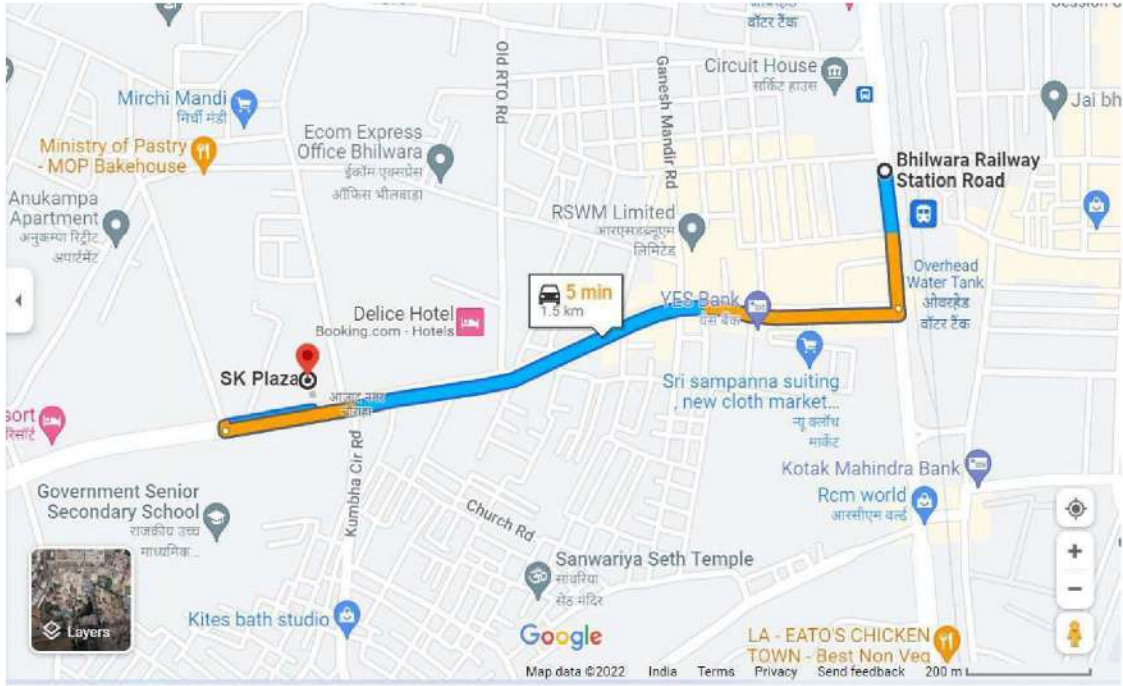 वॉटर टैंक
Circuit House
सर्किट हाउस
Old RTO Rd
Ganesh Mandir Rd
Mirchi Mandi
मिर्ची मंडी
Jai bh
Ecom Express
Office Bhilwara
ईकॉम एक्सप्रेस
ऑफिस भीलवाड़ा
Ministry of Pastry
- MOP Bakehouse
Bhilwara Railway
Station Road
Anukampa
Apartment
अनुकम्पा रिट्रीट
अपार्टमेंट
RSWM Limited
आरएसडब्लूएम
लिमिटेड
Overhead
Water Tank
ओवरहेड
वॉटर टैंक
5 min
1.5 km
YES Bank
यस बैंक
Delice Hotel
Booking.com - Hotels
SK Plaza
आज़ाद नगर
चौराहा
Sri sampanna suiting
, new cloth market...
न्यू क्लॉथ
मार्केट
sort
रिसॉर्ट
Kumbha Cir Rd
Kotak Mahindra Bank
Government Senior
Secondary School
राजकीय उच्च
माध्यमिक...
Church Rd
Rcm world
आरसीएम वर्ल्ड
Sanwariya Seth Temple
सांवरिया
सेठ मंदिर
Layers
Kites bath studio
Google
LA - EATO'S CHICKEN
TOWN - Best Non Veg
Map data ©2022 India Terms Privacy Send feedback 200 m